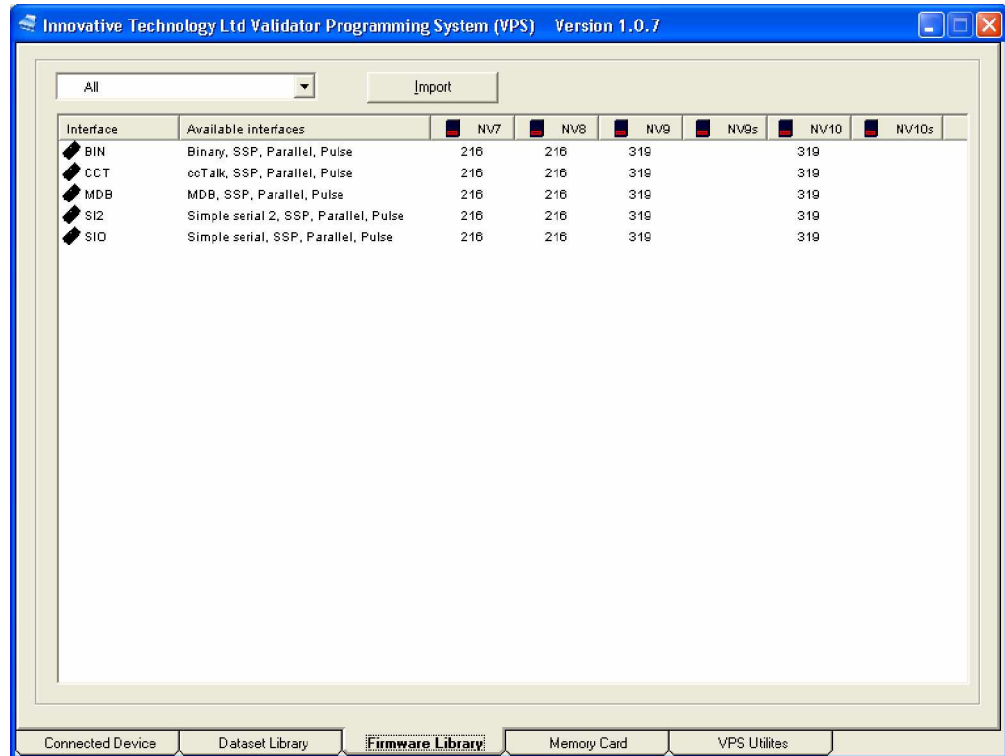 Innovative Technology Ltd Validator Programming System (VPS) Version 1.0.7
All Import
Interface Available interfaces NV7 NV8 NV9 NV9s NV10 NV10s
BIN Binary, SSP, Parallel, Pulse 216 216 319 319
CCT ccTalk, SSP, Parallel, Pulse 216 216 319 319
MDB MDB, SSP, Parallel, Pulse 216 216 319 319
SI2 Simple serial 2, SSP, Parallel, Pulse 216 216 319 319
SIO Simple serial, SSP, Parallel, Pulse 216 216 319 319
Connected Device Dataset Library Firmware Library Memory Card VPS Utilites